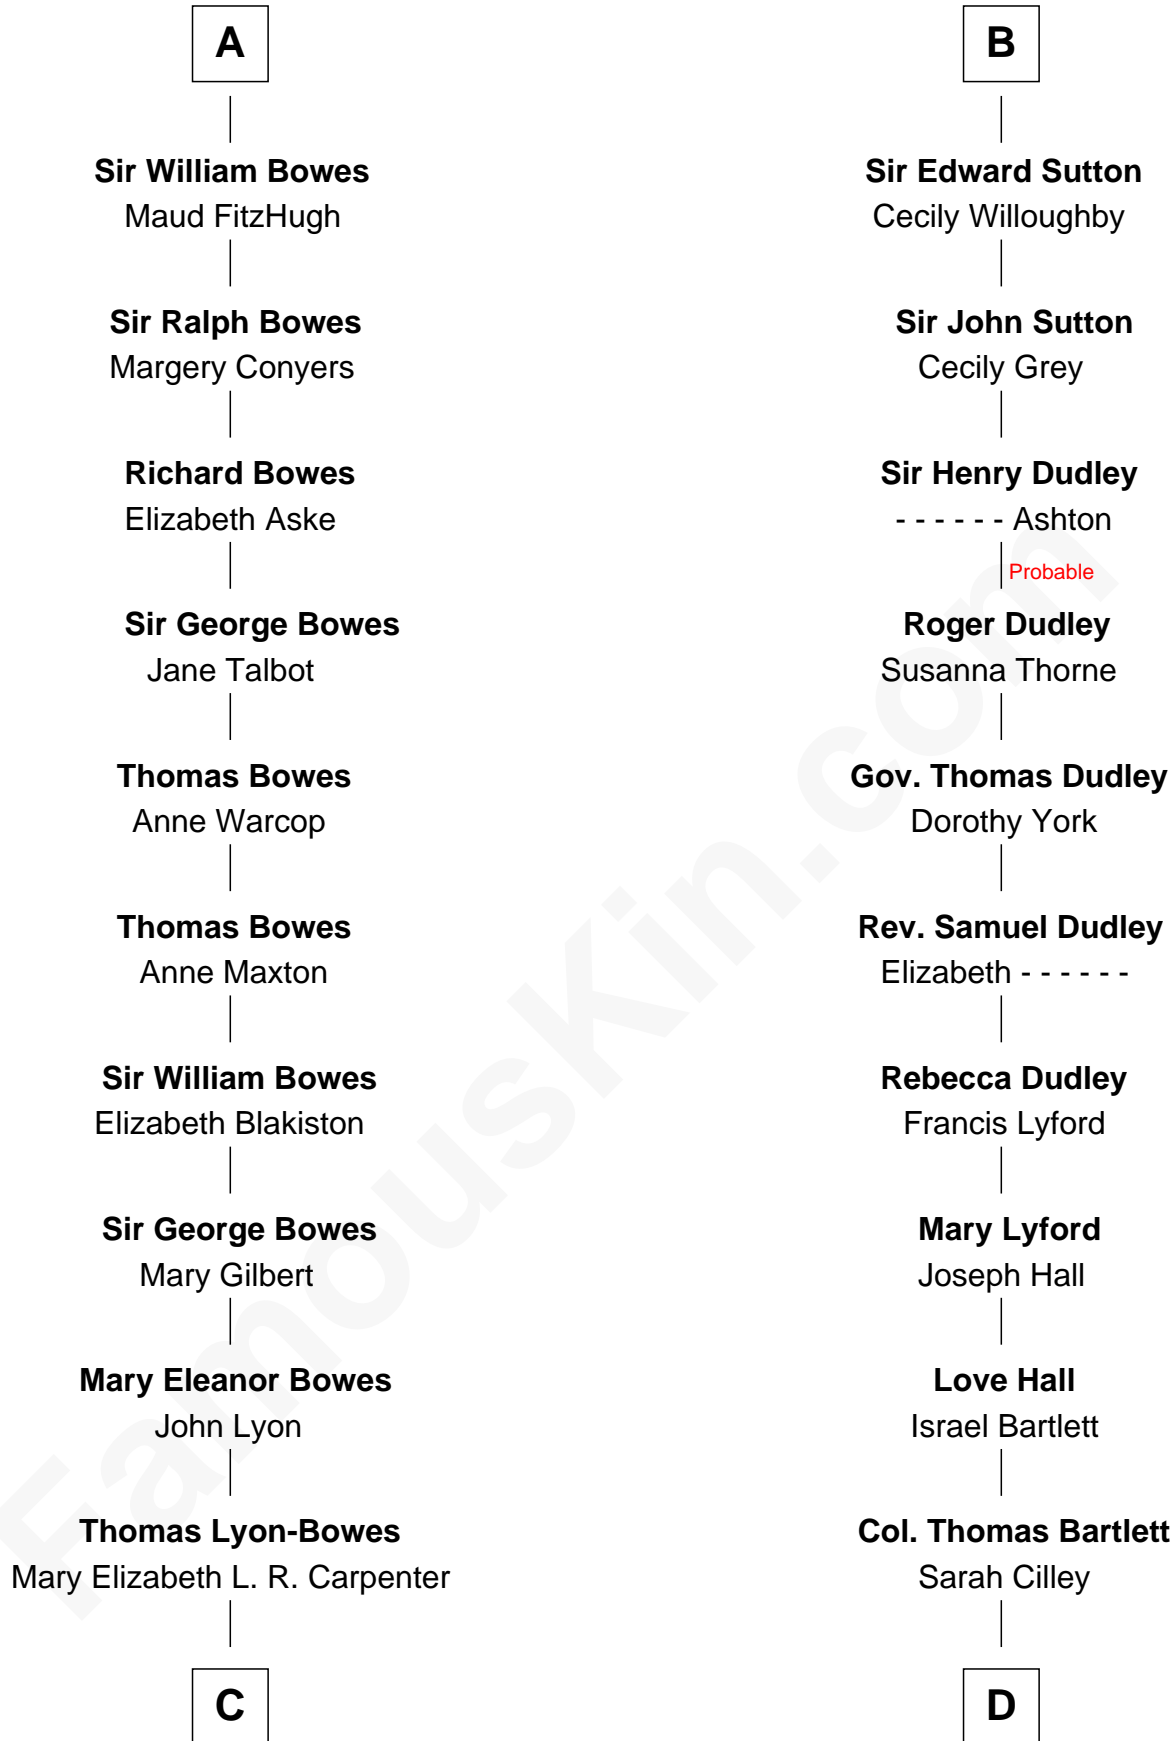 A
Sir William Bowes
Maud FitzHugh
Sir Ralph Bowes
Margery Conyers
Richard Bowes
Elizabeth Aske
Sir George Bowes
Jane Talbot
Thomas Bowes
Anne Warcop
Thomas Bowes
Anne Maxton
Sir William Bowes
Elizabeth Blakiston
Sir George Bowes
Mary Gilbert
Mary Eleanor Bowes
John Lyon
Thomas Lyon-Bowes
Mary Elizabeth L. R. Carpenter
C
B
Sir Edward Sutton
Cecily Willoughby
Sir John Sutton
Cecily Grey
Sir Henry Dudley
- - - - - - Ashton
Probable
Roger Dudley
Susanna Thorne
Gov. Thomas Dudley
Dorothy York
Rev. Samuel Dudley
Elizabeth - - - - - -
Rebecca Dudley
Francis Lyford
Mary Lyford
Joseph Hall
Love Hall
Israel Bartlett
Col. Thomas Bartlett
Sarah Cilley
D
FamousKin.com